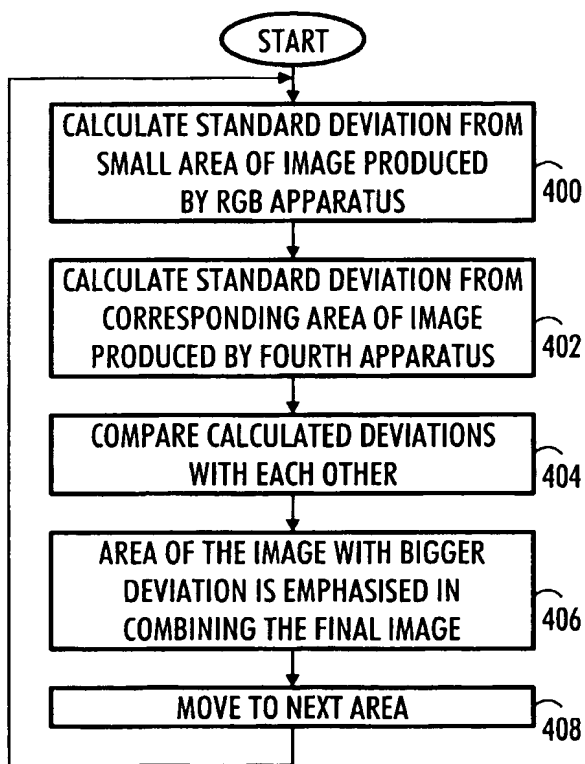 START
CALCULATE STANDARD DEVIATION FROM
SMALL AREA OF IMAGE PRODUCED
BY RGB APPARATUS
400
CALCULATE STANDARD DEVIATION FROM
CORRESPONDING AREA OF IMAGE
PRODUCED BY FOURTH APPARATUS
402
COMPARE CALCULATED DEVIATIONS
WITH EACH OTHER
404
AREA OF THE IMAGE WITH BIGGER
DEVIATION IS EMPHASISED IN
COMBINING THE FINAL IMAGE
406
MOVE TO NEXT AREA
408